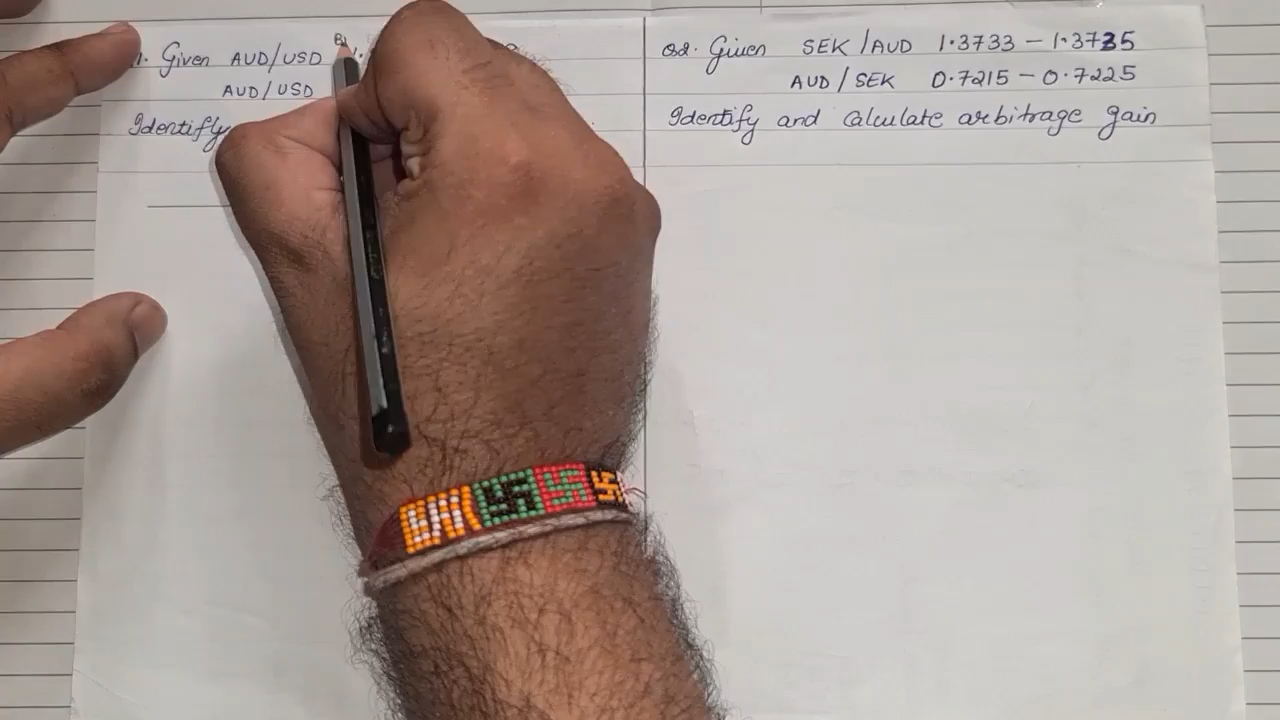 1. Given AUD/USD
AUD/USD
Identifly
Q2. Given SEK/AUD 1.3733 - 1.3735
AUD/SEK 0.7215 - 0.7225
Identify and calculate arbitrage gain